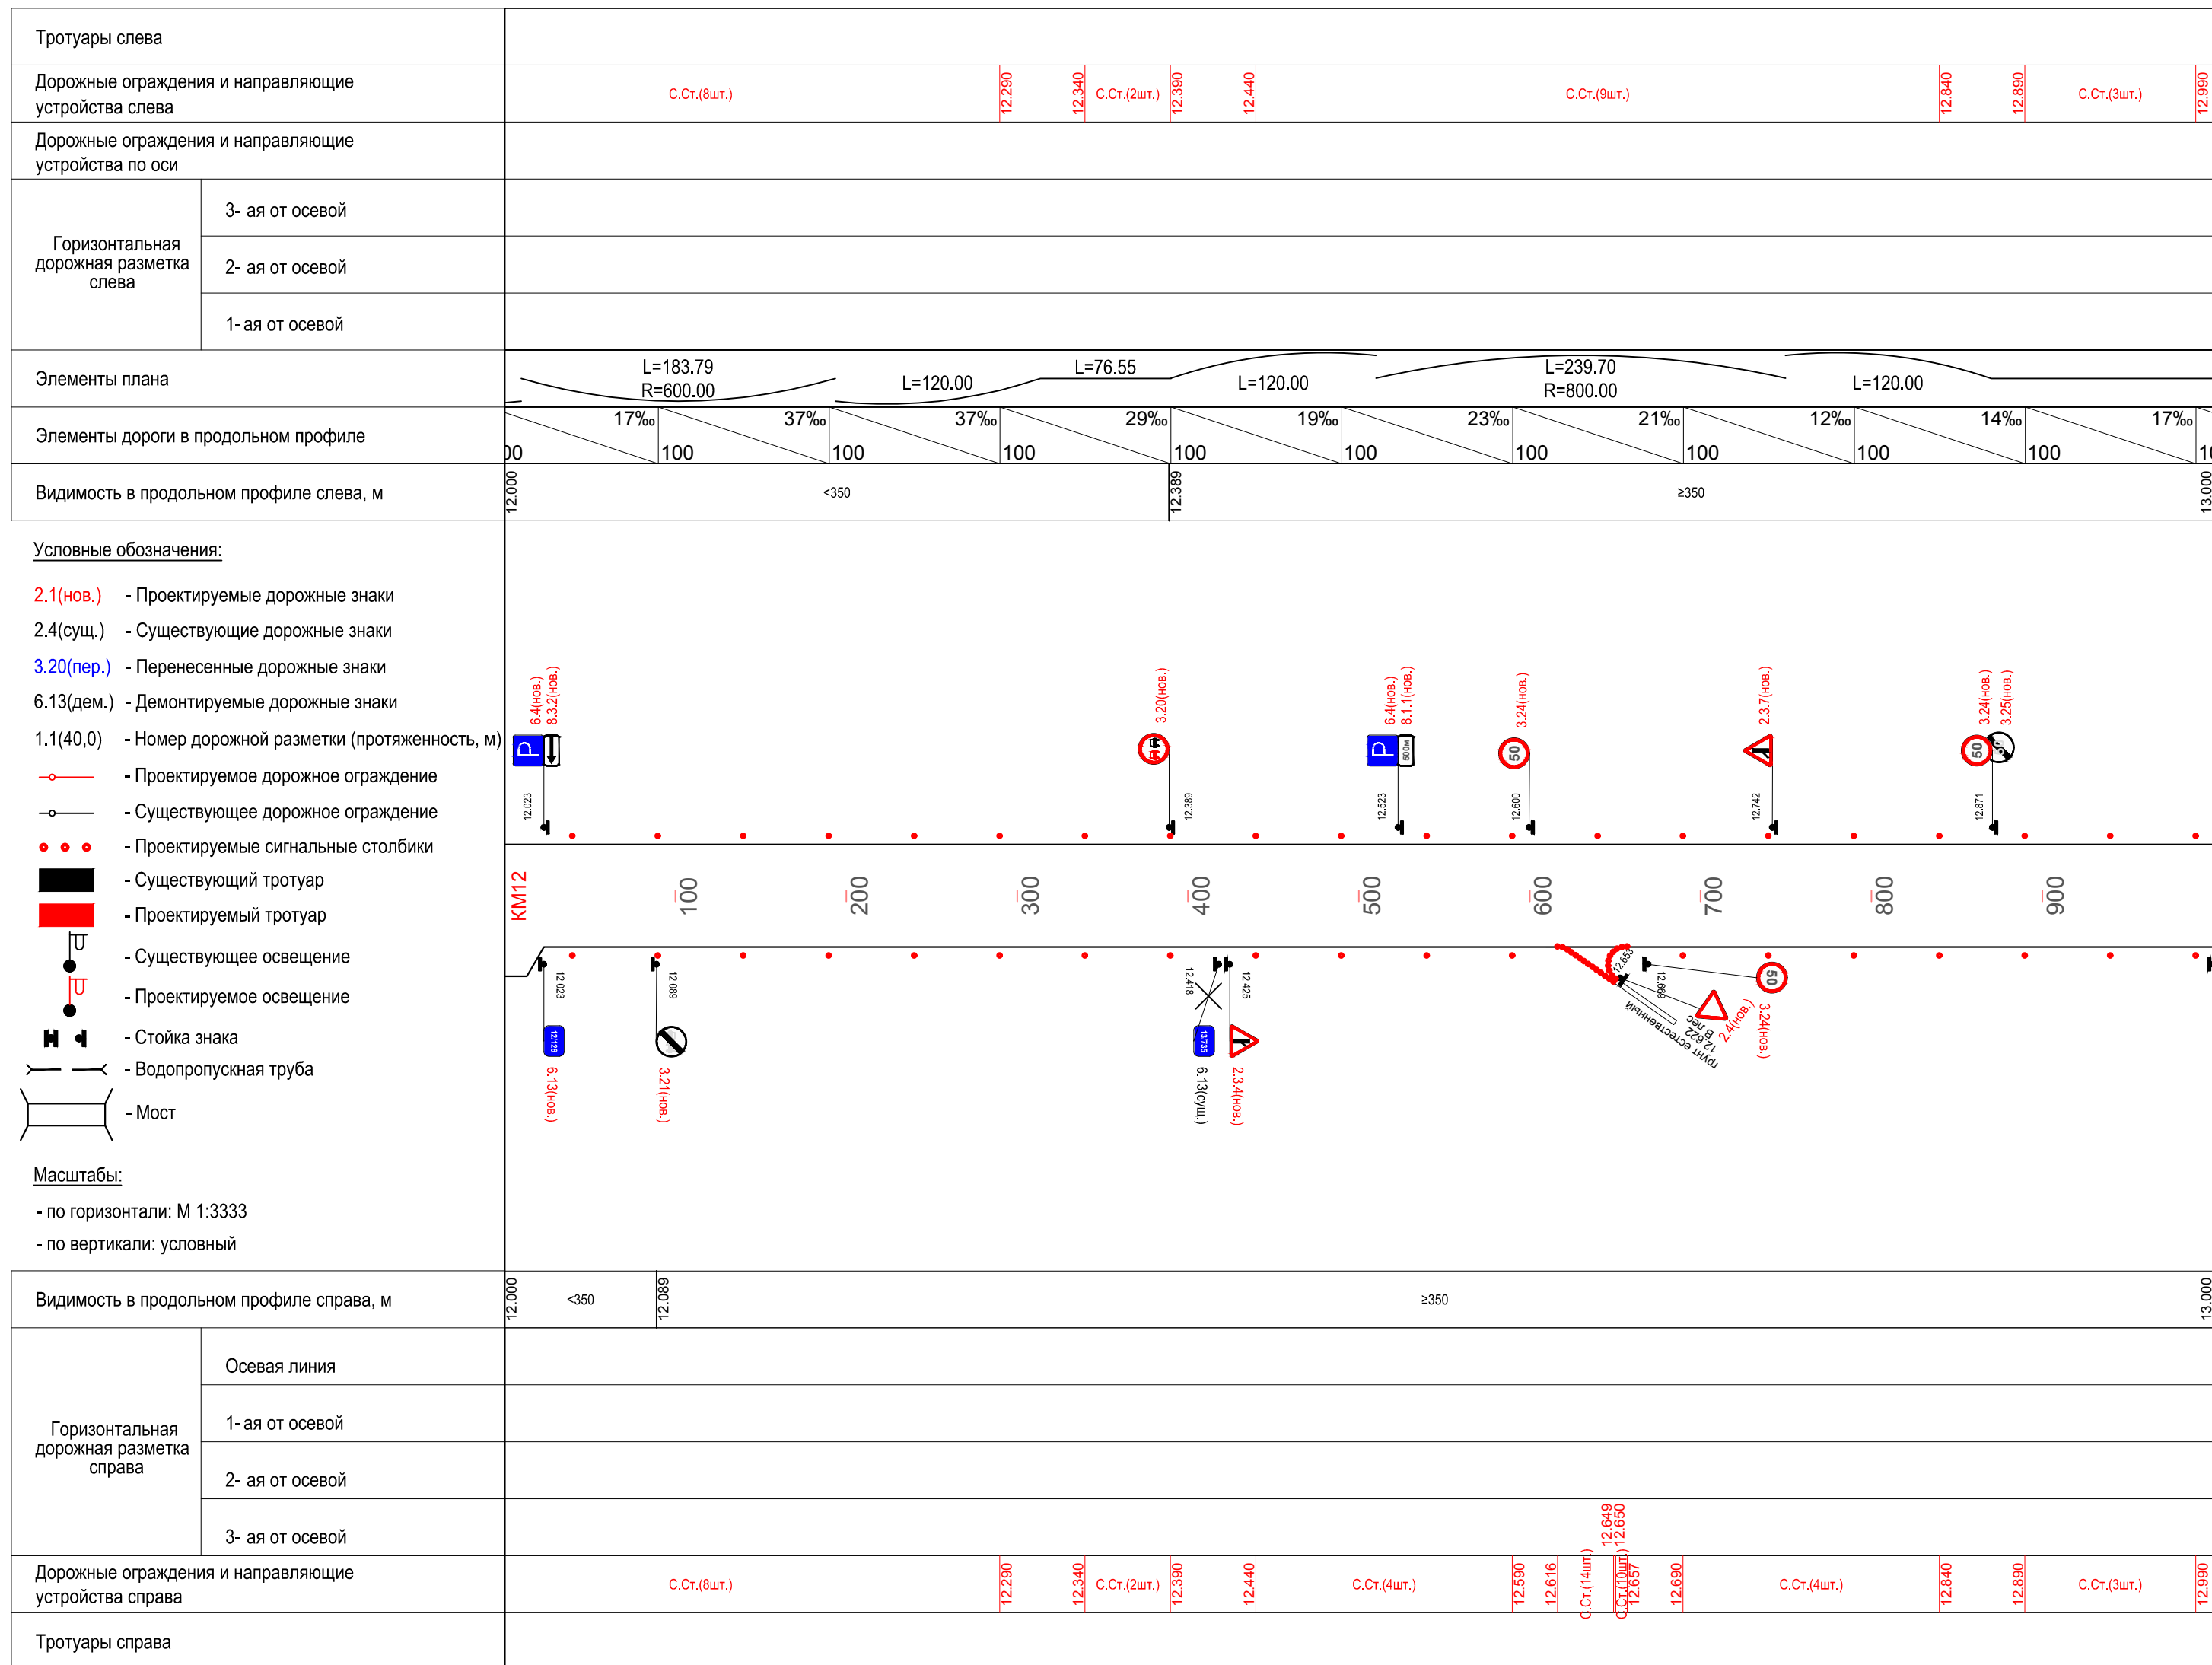 Тротуары слева
Дорожные ограждения и направляющие
устройства слева
С.Ст.(8шт.)
12.290
12.340
С.Ст.(2шт.)
12.390
12.440
С.Ст.(9шт.)
12.840
12.890
С.Ст.(3шт.)
12.990
Дорожные ограждения и направляющие
устройства по оси
Горизонтальная
дорожная разметка
слева
3- ая от осевой
2- ая от осевой
1- ая от осевой
Элементы плана
L=183.79
R=600.00
L=120.00
L=76.55
L=120.00
L=239.70
R=800.00
L=120.00
Элементы дороги в продольном профиле
17‰
37‰
37‰
29‰
19‰
23‰
21‰
12‰
14‰
17‰
00
100
100
100
100
100
100
100
100
100
Видимость в продольном профиле слева, м
12.000
<350
12.389
≥350
13.000
Условные обозначения:
2.1(нов.) - Проектируемые дорожные знаки
2.4(сущ.) - Существующие дорожные знаки
3.20(пер.) - Перенесенные дорожные знаки
6.13(дем.) - Демонтируемые дорожные знаки
1.1(40,0) - Номер дорожной разметки (протяженность, м)
- Проектируемое дорожное ограждение
- Существующее дорожное ограждение
- Проектируемые сигнальные столбики
- Существующий тротуар
- Проектируемый тротуар
- Существующее освещение
- Проектируемое освещение
- Стойка знака
- Водопропускная труба
- Мост
Масштабы:
- по горизонтали: М 1:3333
- по вертикали: условный
6.4(нов.)
8.3.2(нов.)
P
12.023
3.20(нов.)
12.389
6.4(нов.)
8.1.1(нов.)
P
500м
12.523
3.24(нов.)
50
12.600
2.3.7(нов.)
12.742
3.24(нов.)
3.25(нов.)
50
12.871
КМ12
100
200
300
400
500
600
700
800
900
12.023
12/126
6.13(нов.)
12.089
3.21(нов.)
12.418
13/735
6.13(сущ.)
12.425
2.3.4(нов.)
12.653
грунт естественный
12.622
В лес
2.4(нов.)
12.669
50
3.24(нов.)
Видимость в продольном профиле справа, м
12.000
<350
12.089
≥350
13.000
Горизонтальная
дорожная разметка
справа
Осевая линия
1- ая от осевой
2- ая от осевой
3- ая от осевой
Дорожные ограждения и направляющие
устройства справа
С.Ст.(8шт.)
12.290
12.340
С.Ст.(2шт.)
12.390
12.440
С.Ст.(4шт.)
12.590
12.616
С.Ст.(14шт.)
12.649
12.650
С.Ст.(10шт.)
12.657
12.690
С.Ст.(4шт.)
12.840
12.890
С.Ст.(3шт.)
12.990
Тротуары справа